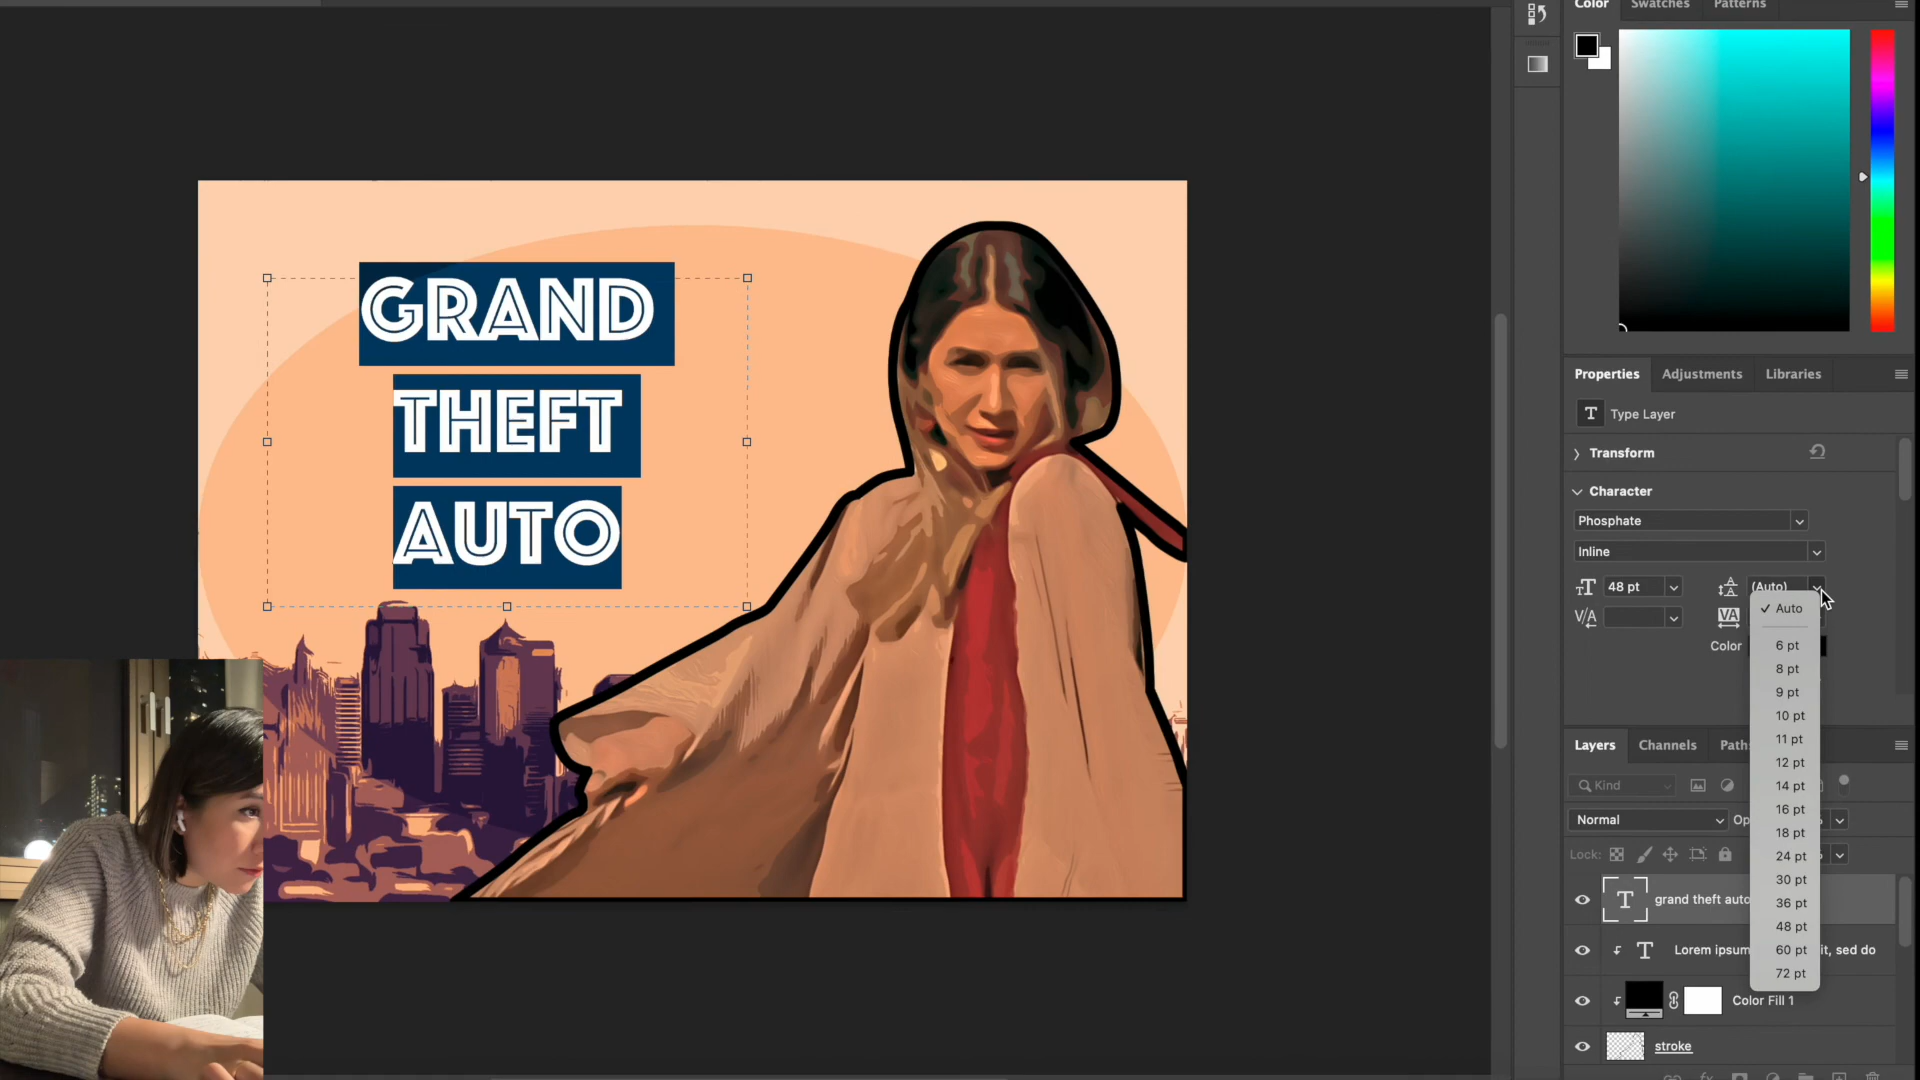 Color Swatches Patterns
GRAND
THEFT
AUTO
Properties Adjustments Libraries
T Type Layer
Transform
Character
Phosphate
Inline
48 pt (Auto)
Auto
Color
6 pt
8 pt
9 pt
10 pt
11 pt
12 pt
14 pt
16 pt
18 pt
24 pt
30 pt
36 pt
48 pt
60 pt
72 pt
Layers Channels
Kind
Normal
Lock:
T grand theft auto
T Lorem ipsum it, sed do
Color Fill 1
stroke